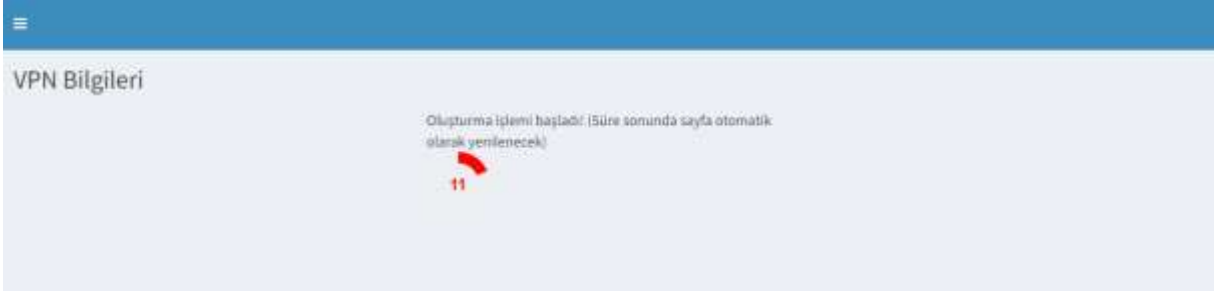 VPN Bilgileri
Oluşturma işlemi başladı! (Süre sonunda sayfa otomatik
olarak yenilenecek)
11